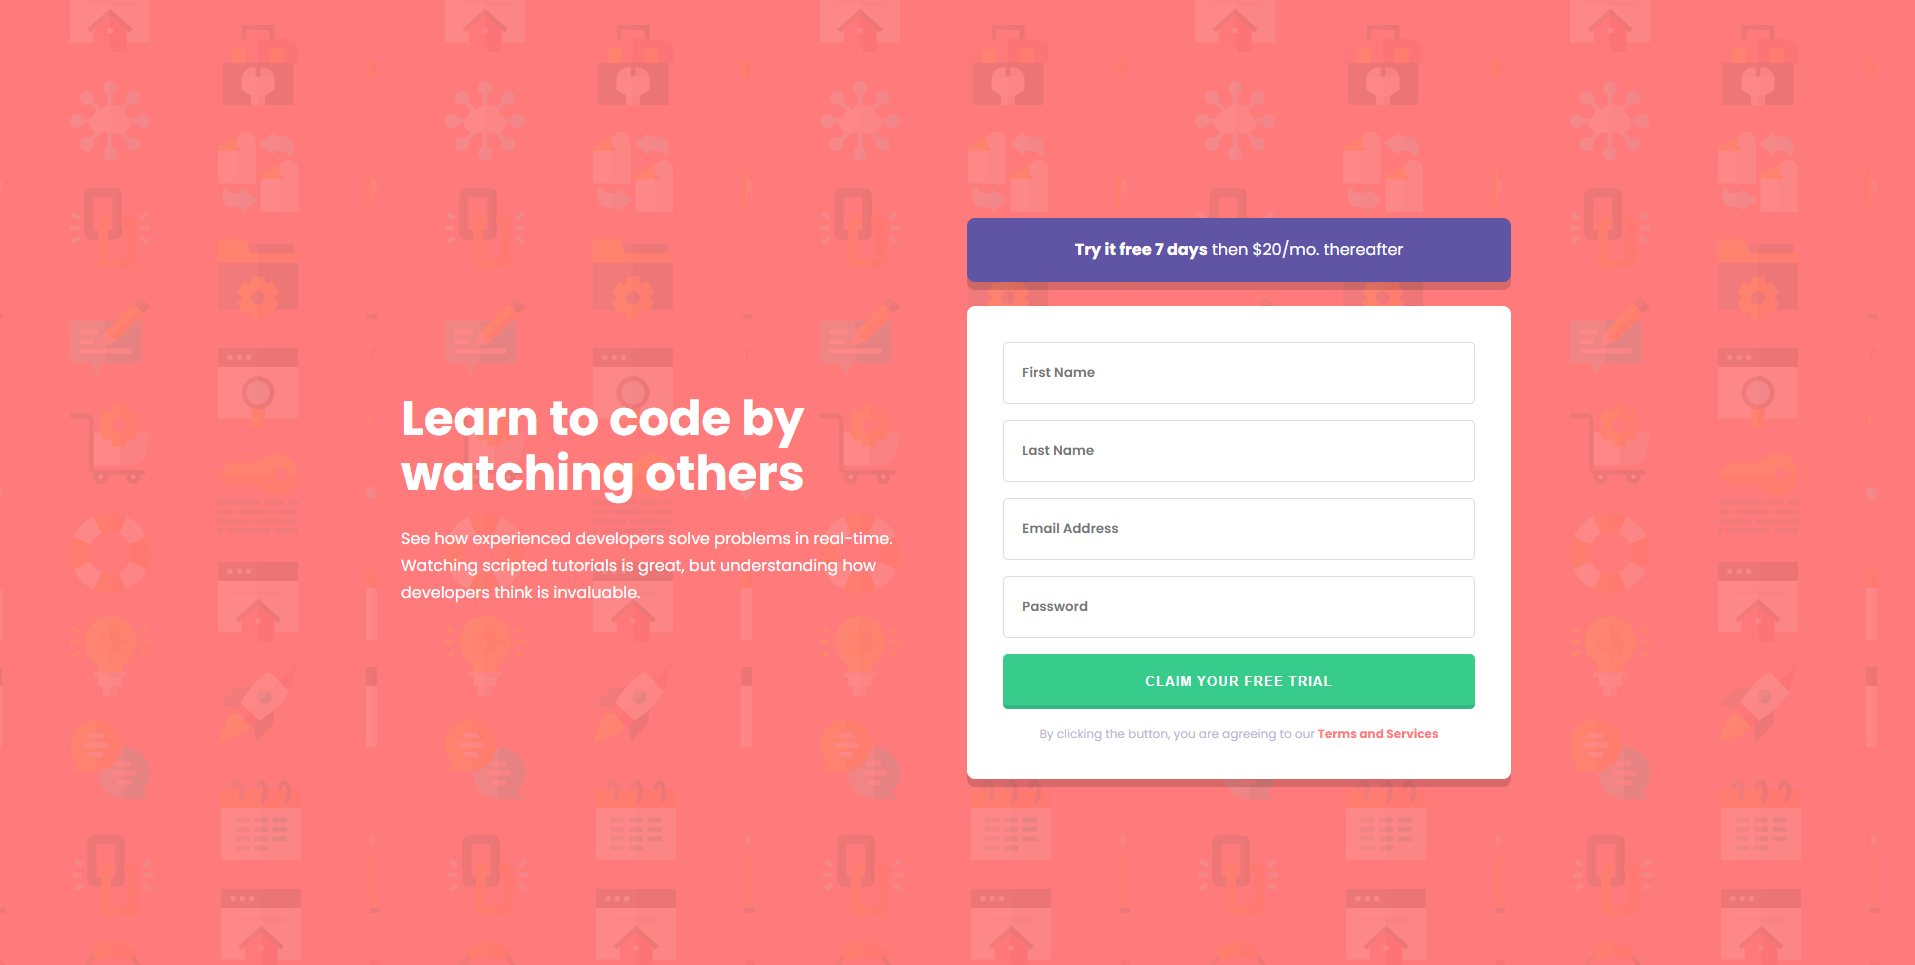 Learn to code by
watching others
See how experienced developers solve problems in real-time.
Watching scripted tutorials is great, but understanding how
developers think is invaluable.
Try it free 7 days then $20/mo. thereafter
First Name
Last Name
Email Address
Password
CLAIM YOUR FREE TRIAL
By clicking the button, you are agreeing to our Terms and Services